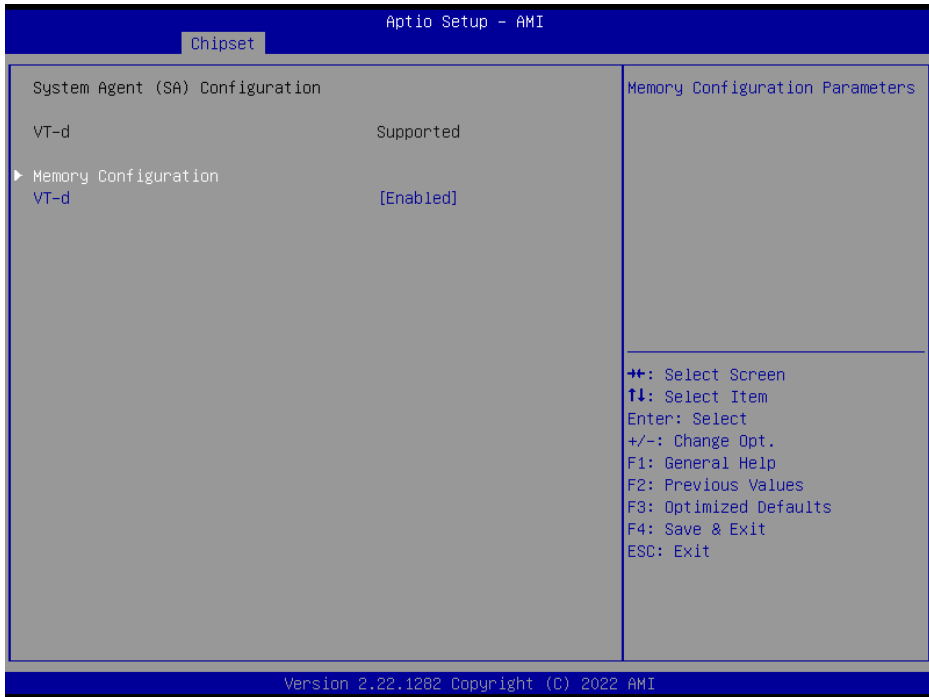 Aptio Setup – AMI
Chipset
System Agent (SA) Configuration
VT-d Supported
Memory Configuration
VT-d [Enabled]
Memory Configuration Parameters
→←: Select Screen
↑↓: Select Item
Enter: Select
+/-: Change Opt.
F1: General Help
F2: Previous Values
F3: Optimized Defaults
F4: Save & Exit
ESC: Exit
Version 2.22.1282 Copyright (C) 2022 AMI